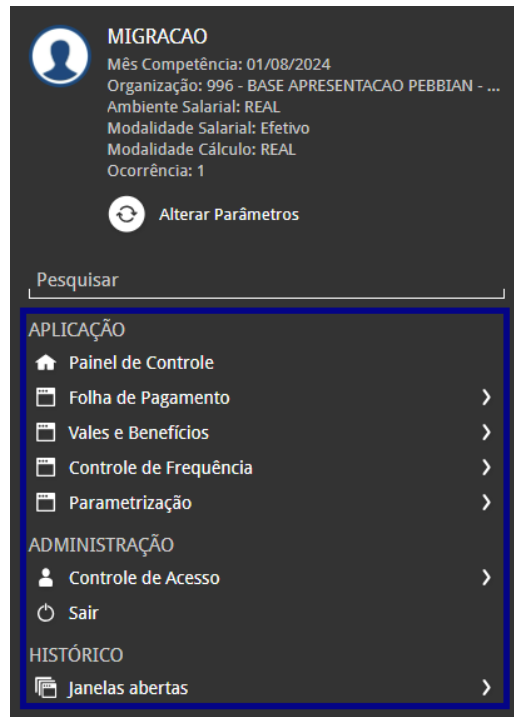 MIGRACAO
Mês Competência: 01/08/2024
Organização: 996 - BASE APRESENTACAO PEBBIAN - ...
Ambiente Salarial: REAL
Modalidade Salarial: Efetivo
Modalidade Cálculo: REAL
Ocorrência: 1
Alterar Parâmetros
Pesquisar
APLICAÇÃO
Painel de Controle
Folha de Pagamento
Vales e Benefícios
Controle de Frequência
Parametrização
ADMINISTRAÇÃO
Controle de Acesso
Sair
HISTÓRICO
Janelas abertas